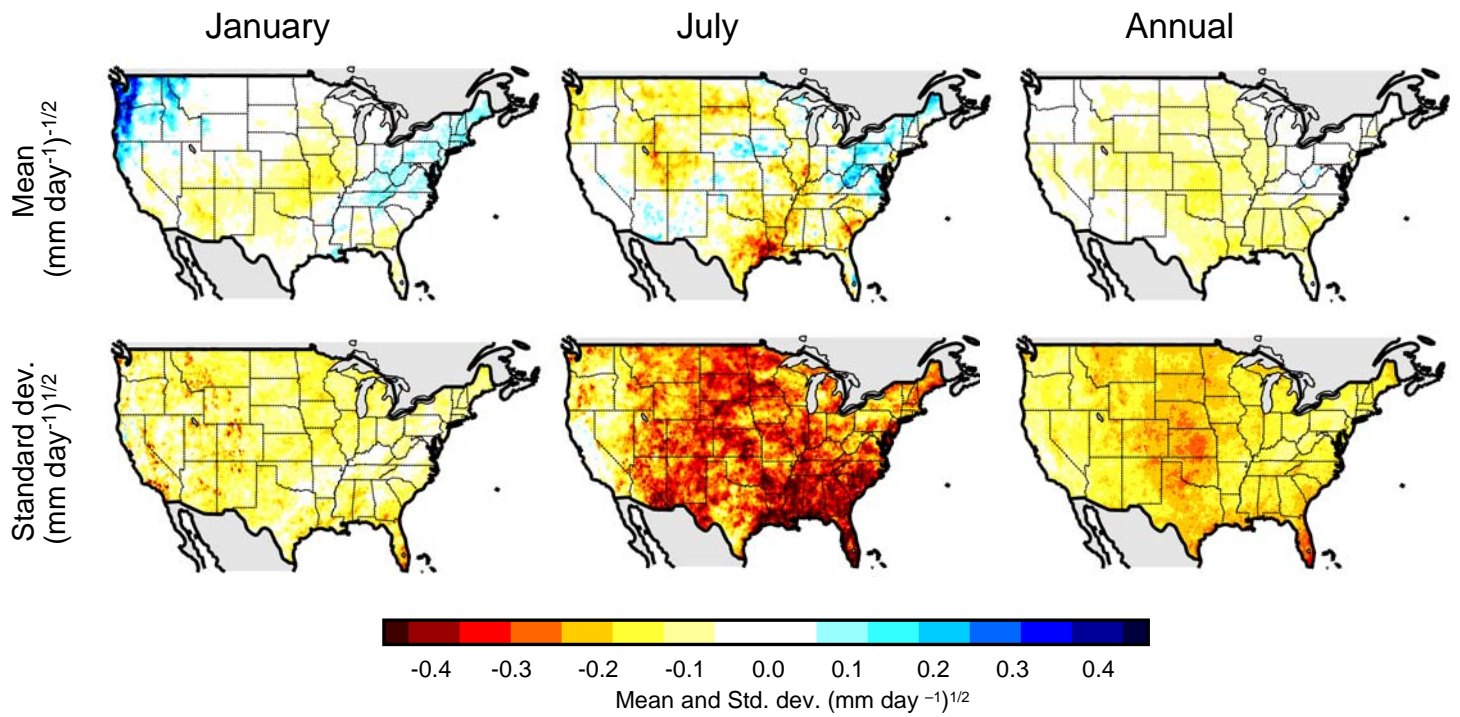 January July Annual
Mean
(mm day⁻¹)⁻¹/²
Standard dev.
(mm day⁻¹)¹/²
-0.4 -0.3 -0.2 -0.1 0.0 0.1 0.2 0.3 0.4
Mean and Std. dev. (mm day ⁻¹)¹/²